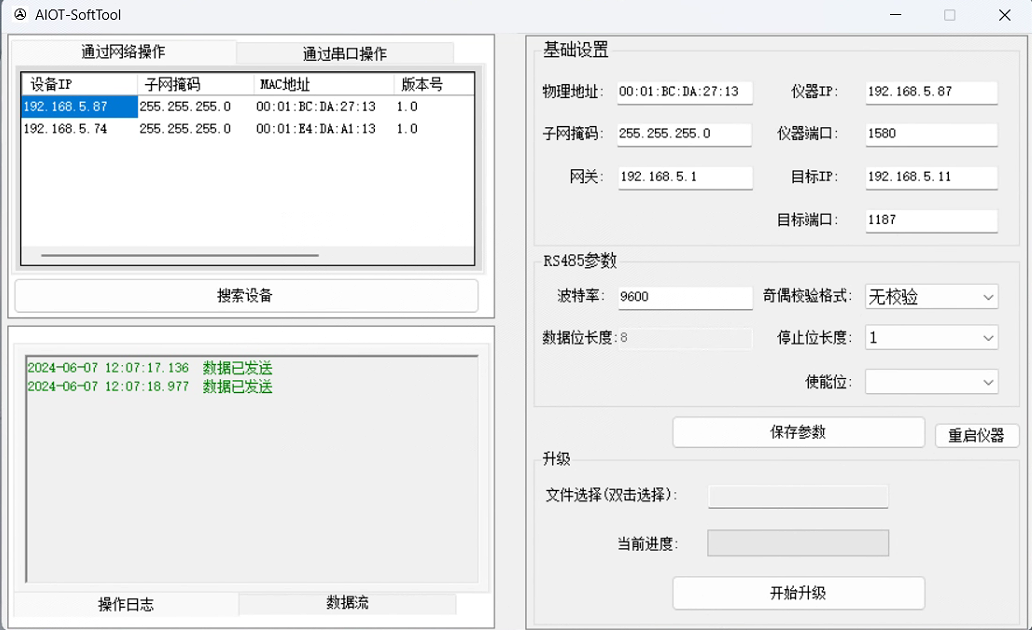 AIOT-SoftTool
通过网络操作 通过串口操作
设备IP 子网掩码 MAC地址 版本号
192.168.5.87 255.255.255.0 00:01:BC:DA:27:13 1.0
192.168.5.74 255.255.255.0 00:01:E4:DA:A1:13 1.0
搜索设备
2024-06-07 12:07:17.136 数据已发送
2024-06-07 12:07:18.977 数据已发送
操作日志 数据流
基础设置
物理地址: 00:01:BC:DA:27:13 仪器IP: 192.168.5.87
子网掩码: 255.255.255.0 仪器端口: 1580
网关: 192.168.5.1 目标IP: 192.168.5.11
目标端口: 1187
RS485参数
波特率: 9600 奇偶校验格式: 无校验
数据位长度:8 停止位长度: 1
使能位:
保存参数 重启仪器
升级
文件选择(双击选择):
当前进度:
开始升级